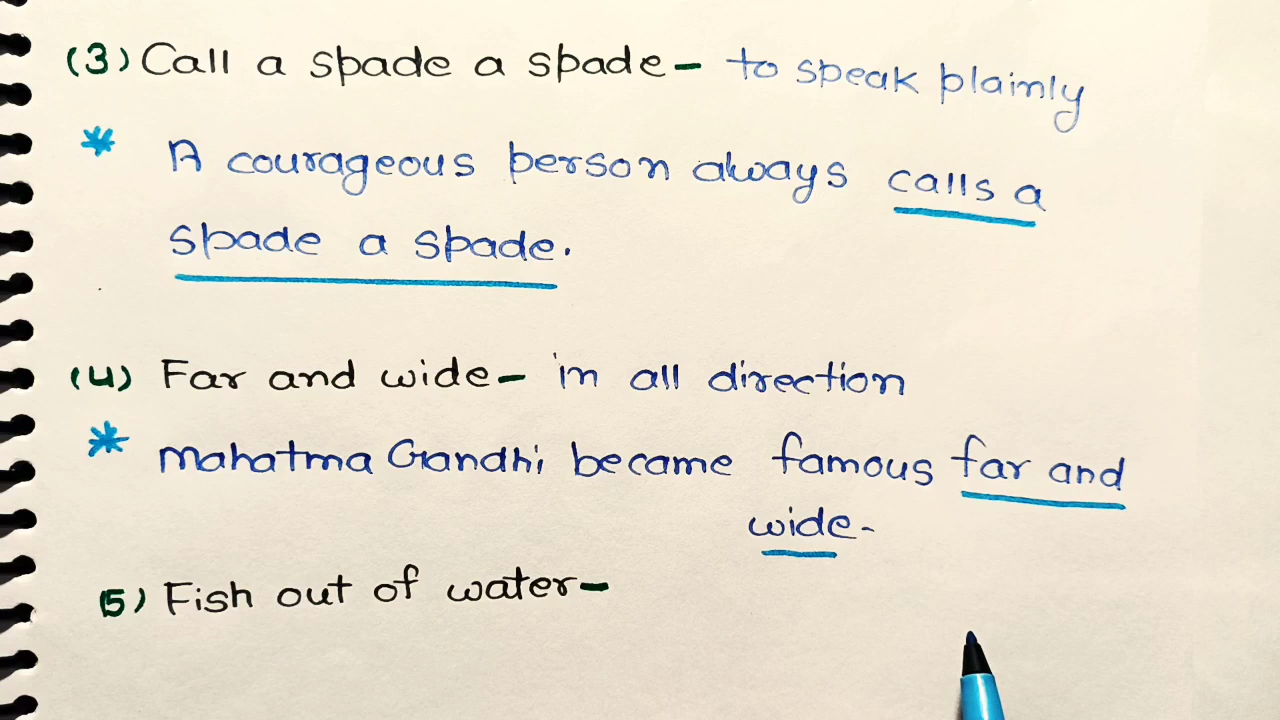 (3) Call a spade a spade - to speak plainly
* A courageous person always calls a
spade a spade.
(4) Far and wide - in all direction
* Mahatma Gandhi became famous far and
wide.
5) Fish out of water -